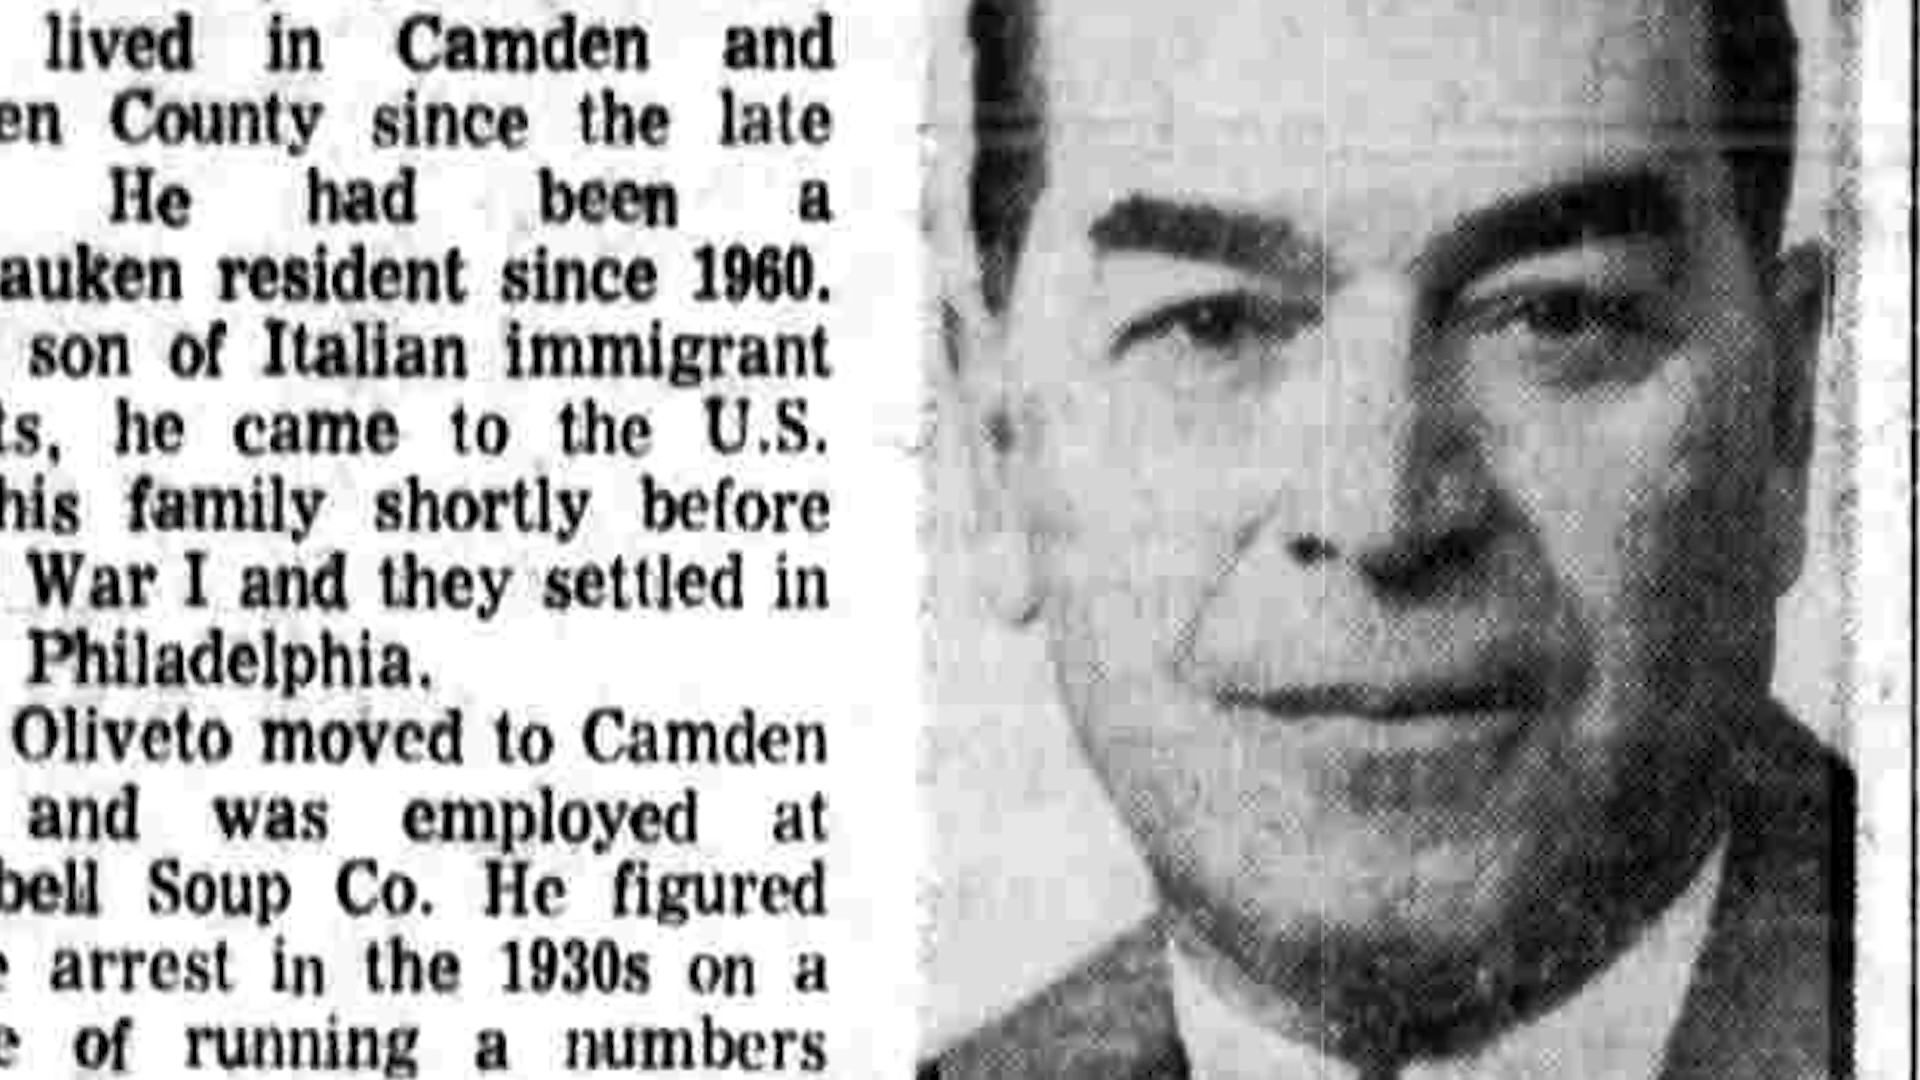 lived in Camden and
en County since the late
He had been a
auken resident since 1960.
son of Italian immigrant
ts, he came to the U.S.
his family shortly before
War I and they settled in
Philadelphia.
Oliveto moved to Camden
and was employed at
bell Soup Co. He figured
e arrest in the 1930s on a
e of running a numbers